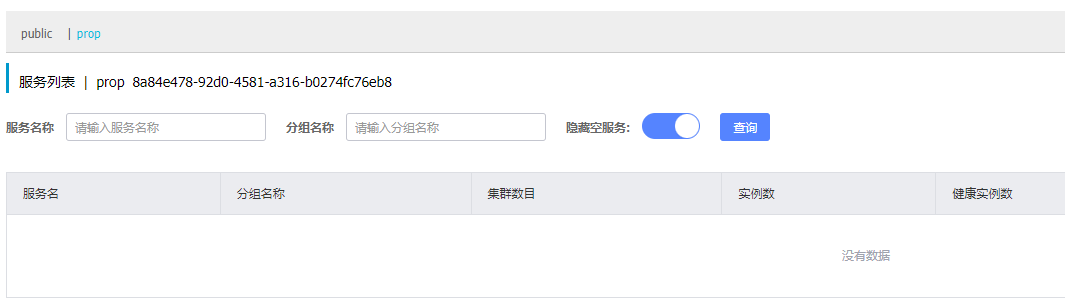 public | prop
服务列表 | prop 8a84e478-92d0-4581-a316-b0274fc76eb8
服务名称 请输入服务名称 分组名称 请输入分组名称 隐藏空服务: 查询
服务名 分组名称 集群数目 实例数 健康实例数
没有数据